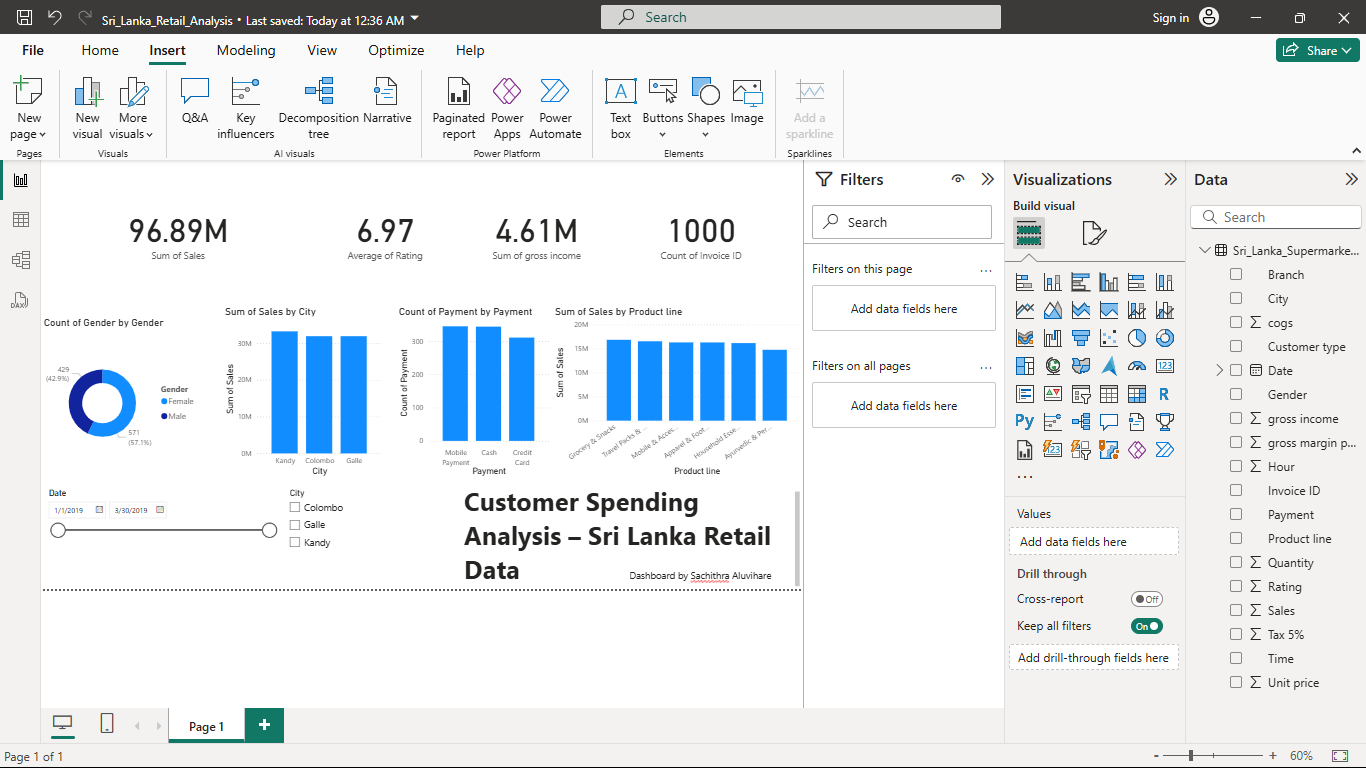 Sri_Lanka_Retail_Analysis • Last saved: Today at 12:36 AM
Search
Sign in
File Home Insert Modeling View Optimize Help
Share
New page
New visual
More visuals
Q&A
Key influencers
Decomposition tree
Narrative
Paginated report
Power Apps
Power Automate
Text box
Buttons
Shapes
Image
Add a sparkline
Pages
Visuals
AI visuals
Power Platform
Elements
Sparklines
DAX
96.89M
Sum of Sales
6.97
Average of Rating
4.61M
Sum of gross income
1000
Count of Invoice ID
Count of Gender by Gender
429
(42.9%)
571
(57.1%)
Gender
Female
Male
Sum of Sales by City
Sum of Sales
30M
20M
10M
0M
Kandy Colombo Galle
City
Count of Payment by Payment
Count of Payment
300
200
100
0
Mobile Payment
Cash
Credit Card
Payment
Sum of Sales by Product line
Sum of Sales
20M
15M
10M
5M
0M
Grocery & Snacks
Travel Packs & ...
Mobile & Acces...
Apparel & Foot...
Household Esse...
Ayurvedic & Per...
Product line
Date
1/1/2019
3/30/2019
City
Colombo
Galle
Kandy
Customer Spending
Analysis – Sri Lanka Retail
Data
Dashboard by Sachithra Aluvihare
Filters
Search
Filters on this page
...
Add data fields here
Filters on all pages
...
Add data fields here
Visualizations
Build visual
123
R
Py
123
...
Values
Add data fields here
Drill through
Cross-report
Off
Keep all filters
On
Add drill-through fields here
Data
Search
Sri_Lanka_Supermarke...
Branch
City
∑ cogs
Customer type
Date
Gender
∑ gross income
∑ gross margin p...
∑ Hour
Invoice ID
Payment
Product line
∑ Quantity
∑ Rating
∑ Sales
∑ Tax 5%
Time
∑ Unit price
Page 1
+
Page 1 of 1
- + 60%